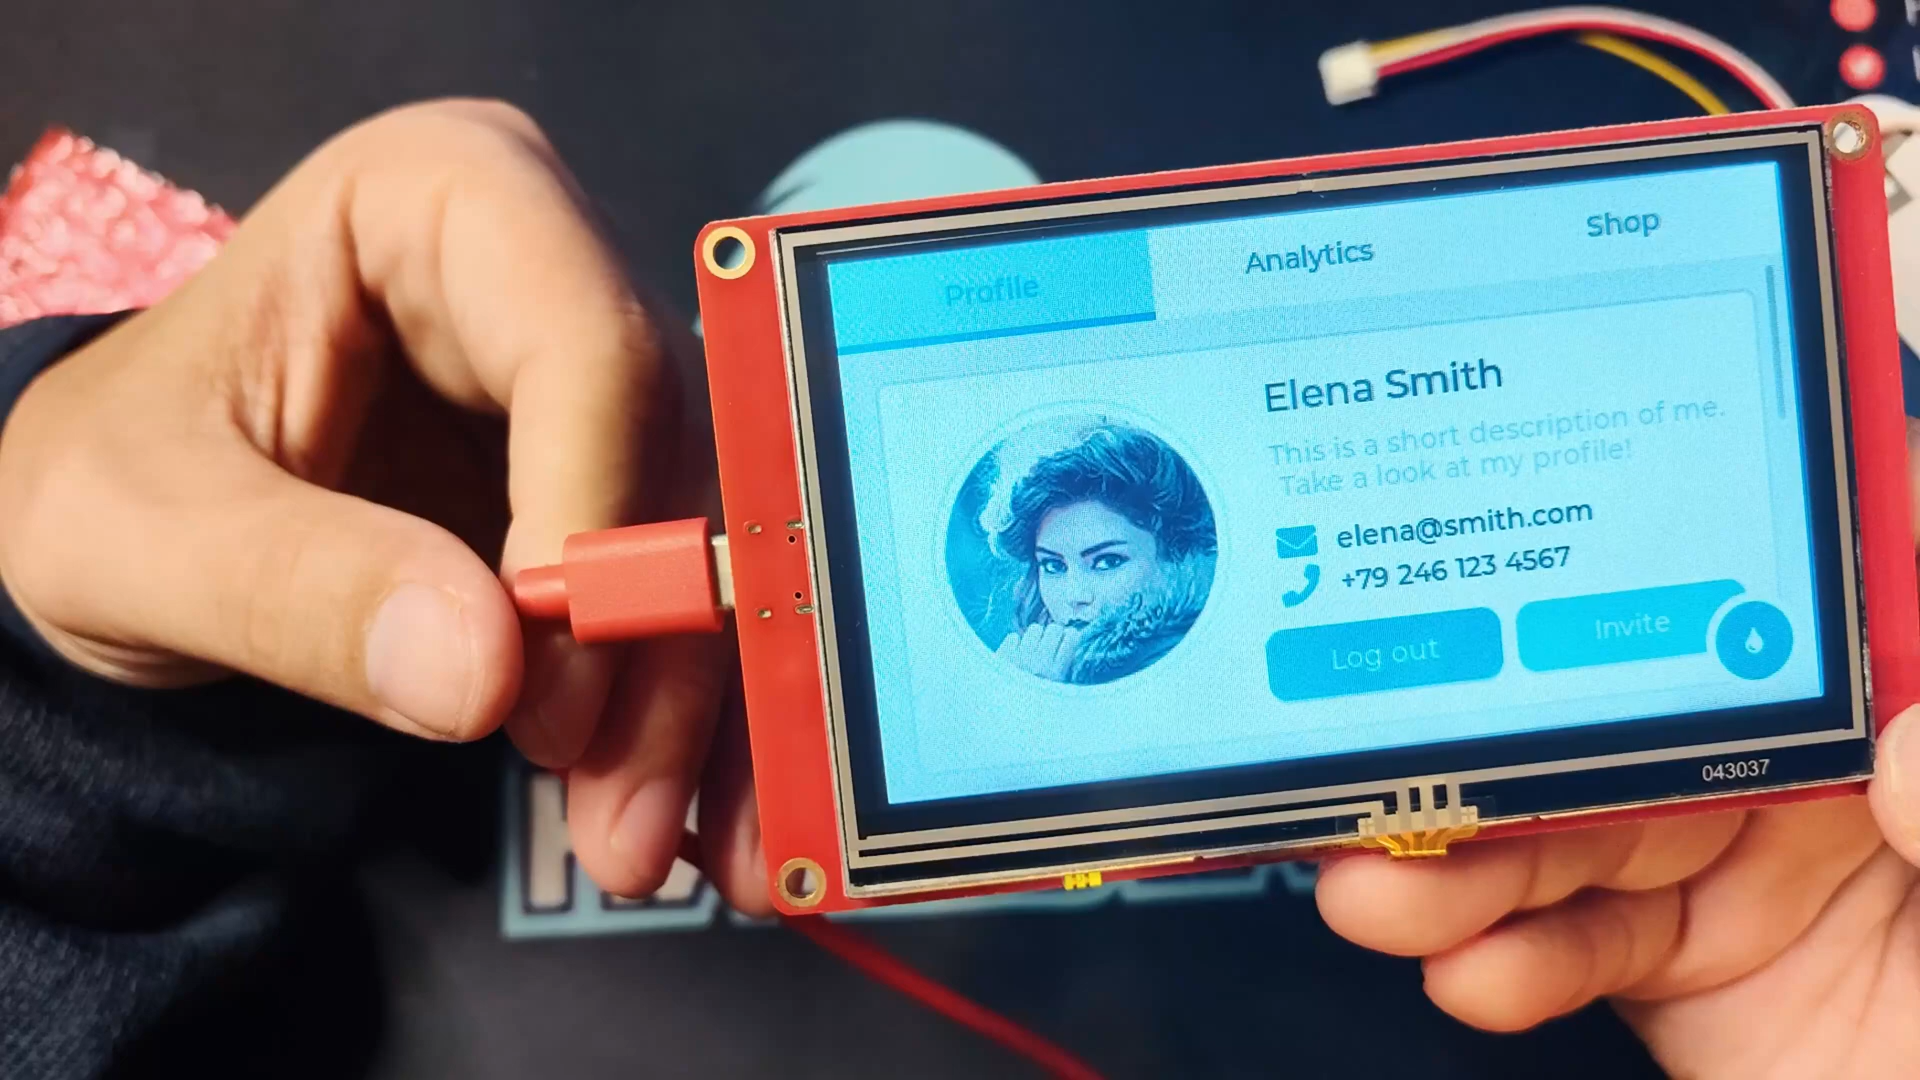 Profile
Analytics
Shop
Elena Smith
This is a short description of me.
Take a look at my profile!
elena@smith.com
+79 246 123 4567
Log out
Invite
043037